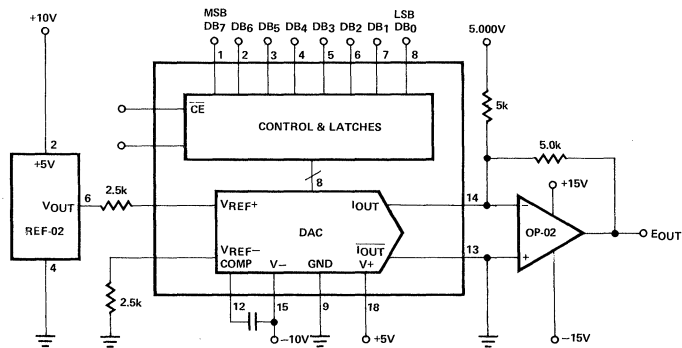 MSB LSB
DB7 DB6 DB5 DB4 DB3 DB2 DB1 DB0
+10V
5.000V
1 2 3 4 5 6 7 8
CE
CONTROL & LATCHES
5k
2
+5V
8
5.0k
6
2.5k
VREF+
IOUT
14
+15V
VOUT
REF-02
DAC
−
OP-02
EOUT
VREF−
IOUT
13
+
COMP V− GND V+
4
2.5k
12 15 9 18
−10V
+5V
−15V